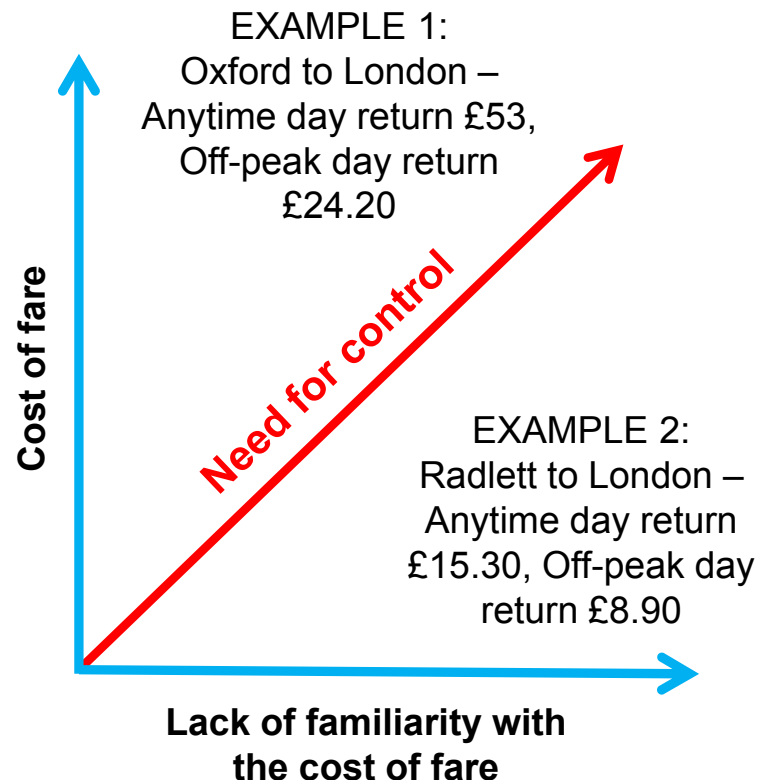 EXAMPLE 1:
Oxford to London –
Anytime day return £53,
Off-peak day return
£24.20
Cost of fare
Need for control
EXAMPLE 2:
Radlett to London –
Anytime day return
£15.30, Off-peak day
return £8.90
Lack of familiarity with
the cost of fare